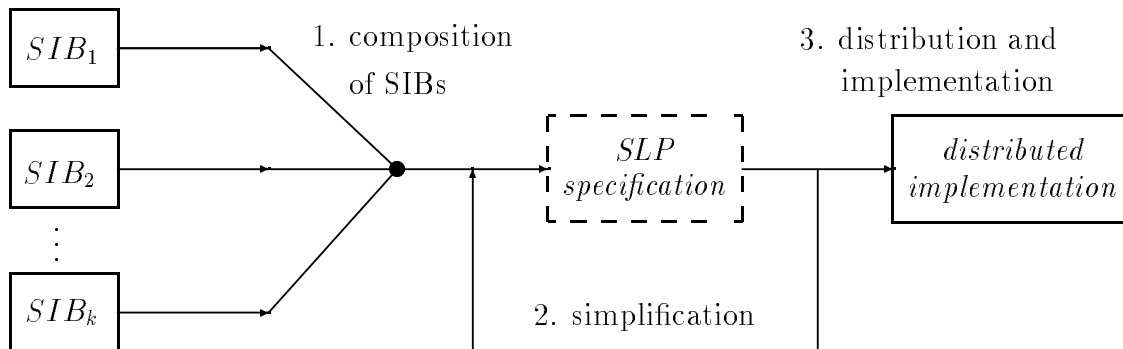 SIB₁
1. composition
of SIBs
3. distribution and
implementation
SIB₂
SLP
specification
distributed
implementation
⋮
SIBₖ
2. simplification